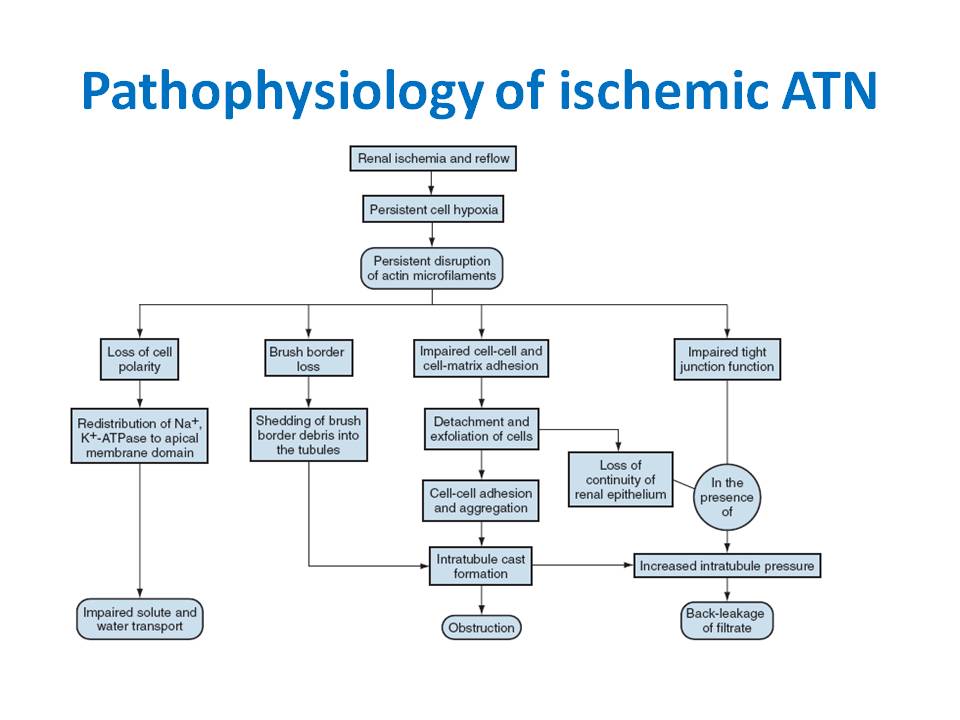 Pathophysiology of ischemic ATN
Renal ischemia and reflow
Persistent cell hypoxia
Persistent disruption
of actin microfilaments
Loss of cell
polarity
Brush border
loss
Impaired cell-cell and
cell-matrix adhesion
Impaired tight
junction function
Redistribution of Na⁺,
K⁺-ATPase to apical
membrane domain
Shedding of brush
border debris into
the tubules
Detachment and
exfoliation of cells
Loss of
continuity of
renal epithelium
In the
presence
of
Cell-cell adhesion
and aggregation
Intratubule cast
formation
Increased intratubule pressure
Impaired solute and
water transport
Obstruction
Back-leakage
of filtrate